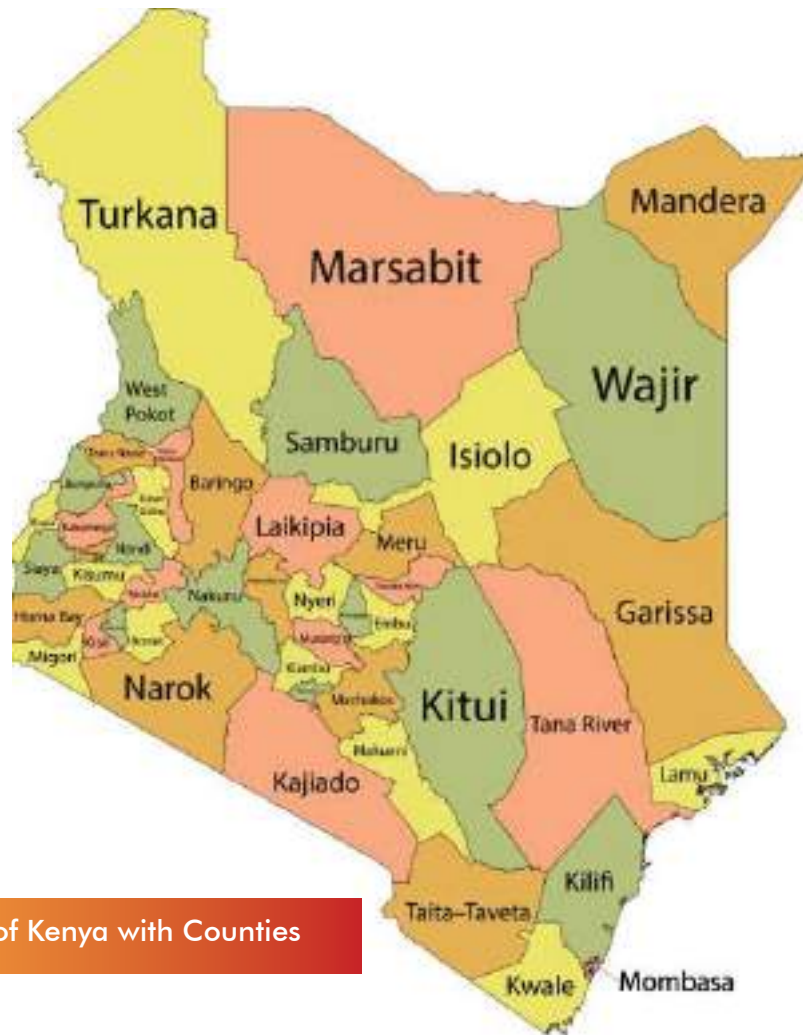 Turkana
Marsabit
Mandera
Wajir
West
Pokot
Samburu
Isiolo
Baringo
Laikipia
Meru
Nandi
Siaya
Kisumu
Nakuru
Nyeri
Embu
Homa Bay
Kisii
Migori
Narok
Garissa
Kitui
Tana River
Machakos
Kajiado
Lamu
Kilifi
Taita–Taveta
Kwale
Mombasa
of Kenya with Counties